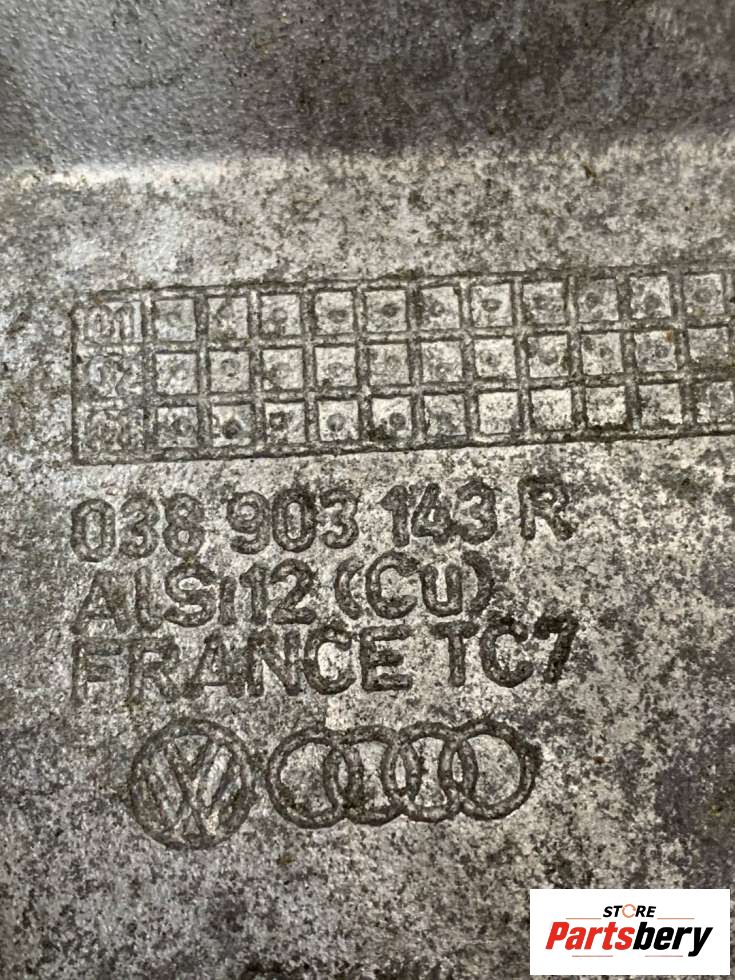 038 903 143 R
AlSi12 (Cu)
FRANCE TC7
STORE
Partsbery